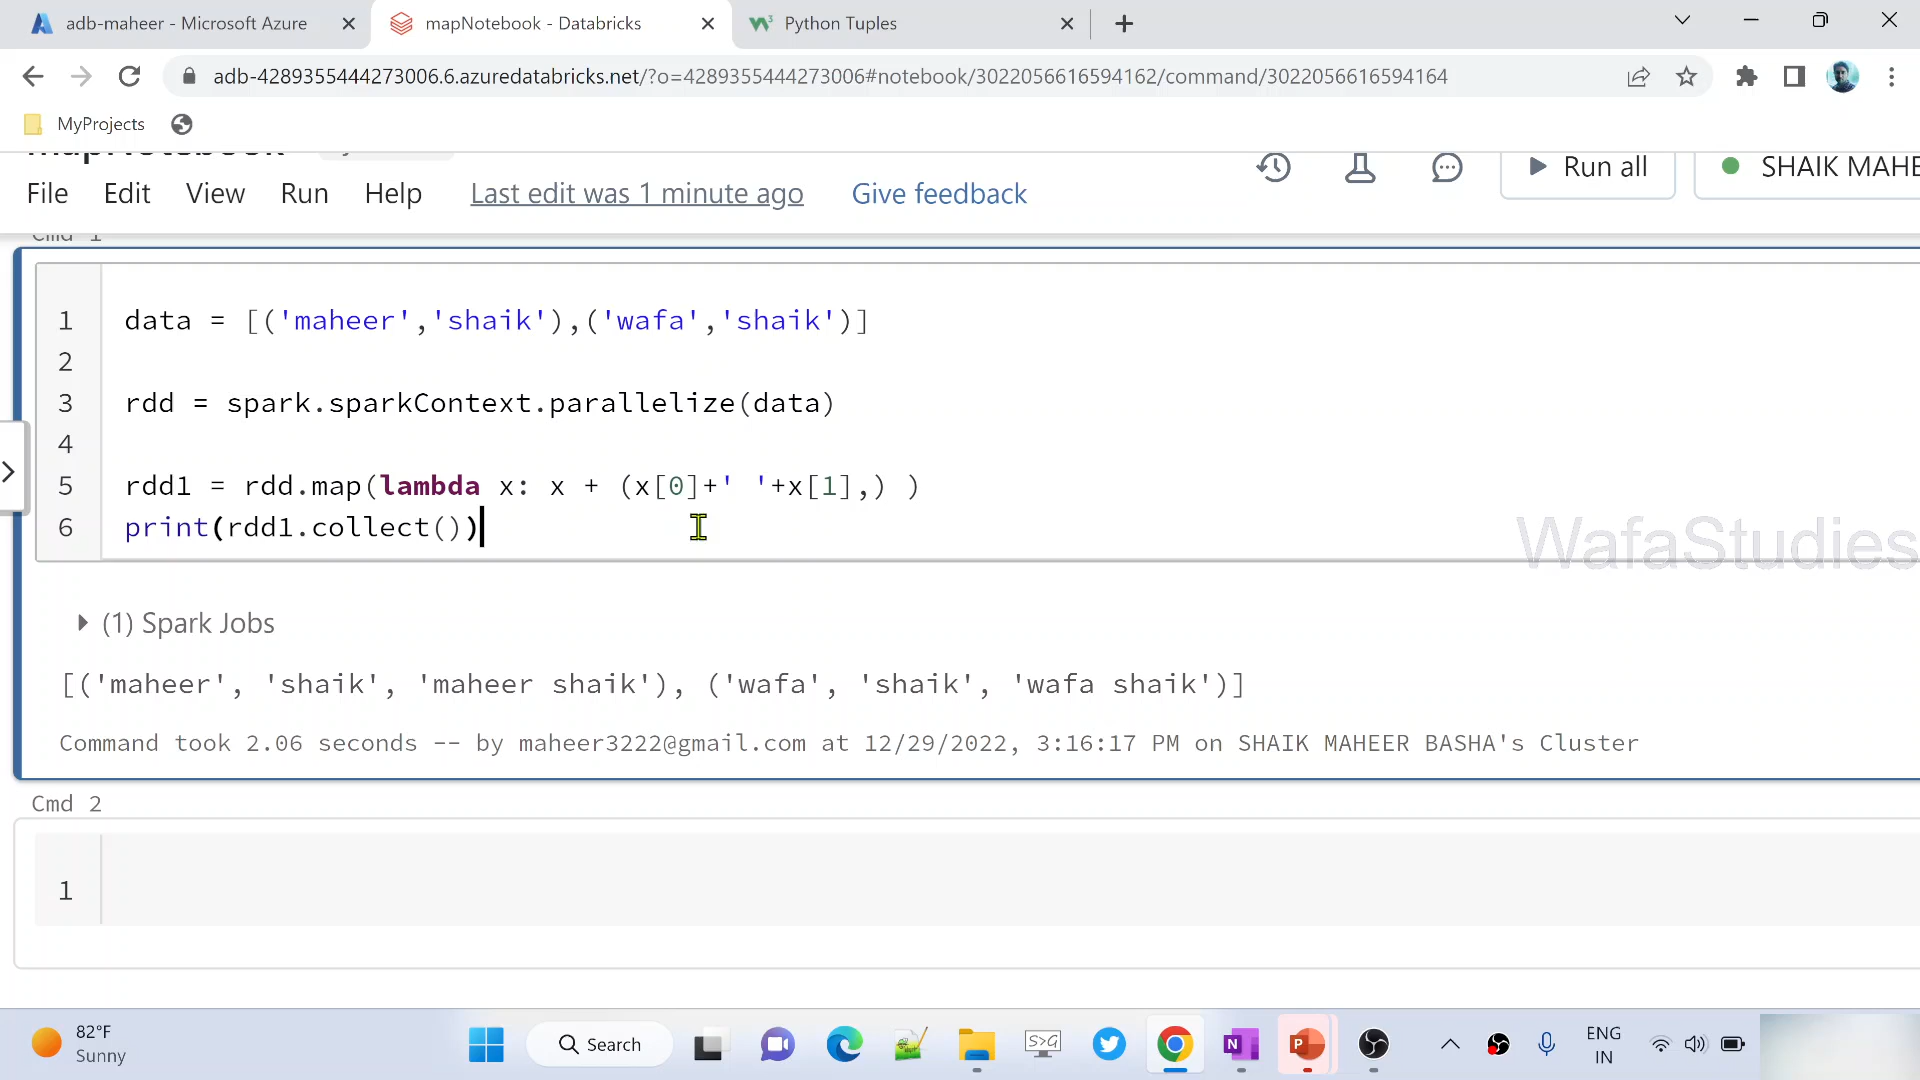 adb-maheer - Microsoft Azure
mapNotebook - Databricks
Python Tuples
adb-4289355444273006.6.azuredatabricks.net/?o=4289355444273006#notebook/3022056616594162/command/3022056616594164
MyProjects
mapNotebook
Run all
SHAIK MAHE
File Edit View Run Help Last edit was 1 minute ago Give feedback
Cmd 1
1 data = [('maheer','shaik'),('wafa','shaik')]
2
3 rdd = spark.sparkContext.parallelize(data)
4
5 rdd1 = rdd.map(lambda x: x + (x[0]+' '+x[1],) )
6 print(rdd1.collect())
WafaStudies
(1) Spark Jobs
[('maheer', 'shaik', 'maheer shaik'), ('wafa', 'shaik', 'wafa shaik')]
Command took 2.06 seconds -- by maheer3222@gmail.com at 12/29/2022, 3:16:17 PM on SHAIK MAHEER BASHA's Cluster
Cmd 2
1
82°F
Sunny
Search
S>G
ENG
IN